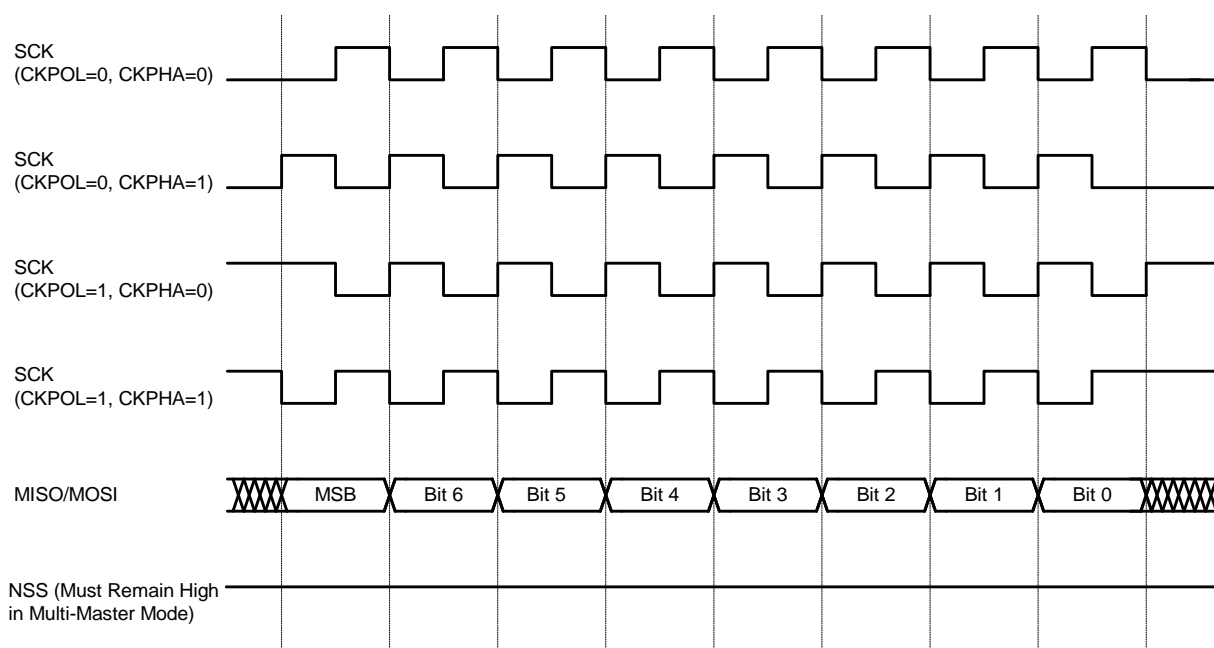 SCK
(CKPOL=0, CKPHA=0)
SCK
(CKPOL=0, CKPHA=1)
SCK
(CKPOL=1, CKPHA=0)
SCK
(CKPOL=1, CKPHA=1)
MISO/MOSI
MSB Bit 6 Bit 5 Bit 4 Bit 3 Bit 2 Bit 1 Bit 0
NSS (Must Remain High
in Multi-Master Mode)